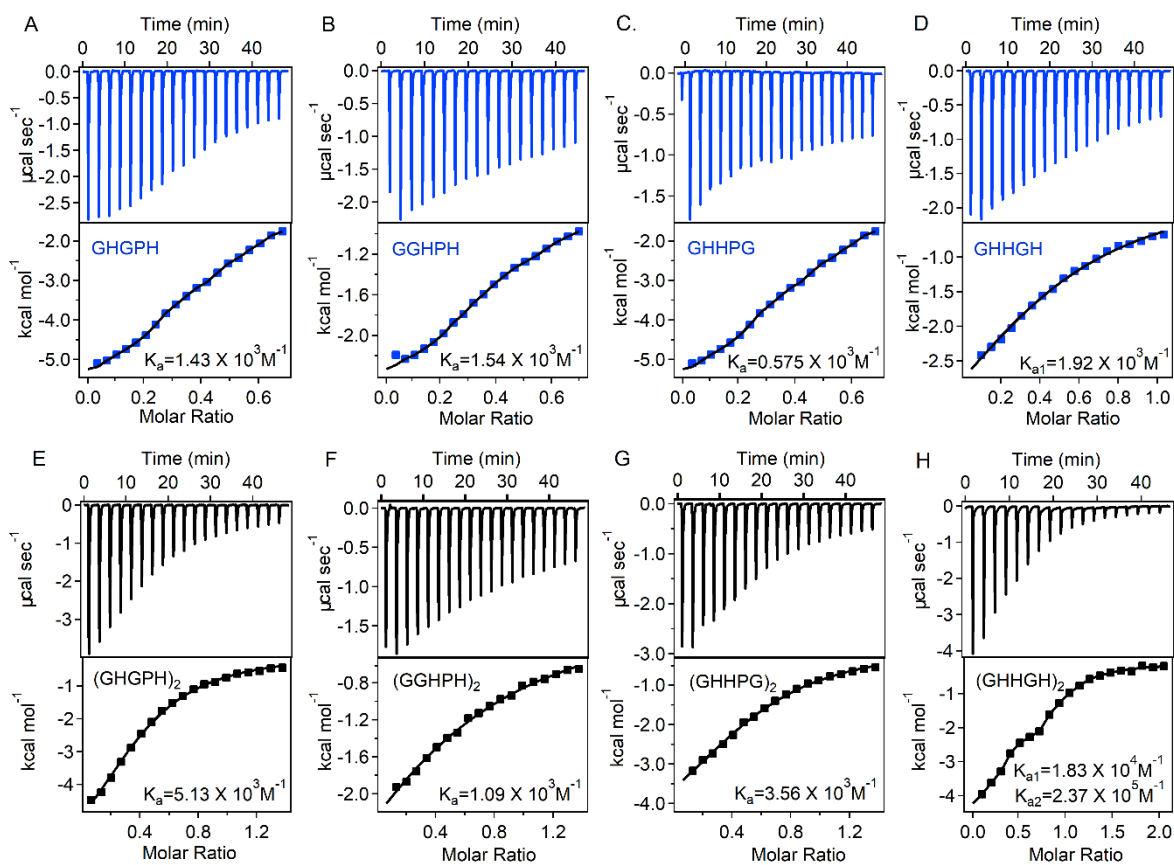 A
Time (min)
0 10 20 30 40
0.0
-0.5
-1.0
-1.5
-2.0
-2.5
µcal sec-1
GHGPH
-2.0
-3.0
-4.0
-5.0
kcal mol-1
Ka=1.43 X 10³M-1
0.0 0.2 0.4 0.6
Molar Ratio
B
Time (min)
0 10 20 30 40
0.0
-0.5
-1.0
-1.5
-2.0
µcal sec-1
GGHPH
-1.2
-1.6
-2.2
kcal mol-1
Ka=1.54 X 10³M-1
0.0 0.2 0.4 0.6
Molar Ratio
C.
Time (min)
0 10 20 30 40
0.0
-0.5
-1.0
-1.5
µcal sec-1
GHHPG
-2.0
-3.0
-4.0
-5.0
kcal mol-1
Ka=0.575 X 10³M-1
0.0 0.2 0.4 0.6
Molar Ratio
D
Time (min)
0 10 20 30 40
0.0
-0.5
-1.0
-1.5
-2.0
µcal sec-1
GHHGH
-0.5
-1.0
-1.5
-2.0
-2.5
kcal mol-1
Ka1=1.92 X 10³M-1
0.2 0.4 0.6 0.8 1.0
Molar Ratio
E
Time (min)
0 10 20 30 40
0
-1
-2
-3
µcal sec-1
(GHGPH)2
-1
-2
-3
-4
kcal mol-1
Ka=5.13 X 10³M-1
0.4 0.8 1.2
Molar Ratio
F
Time (min)
0 10 20 30 40
0.0
-0.5
-1.0
-1.5
µcal sec-1
(GGHPH)2
-0.8
-1.2
-1.6
-2.0
kcal mol-1
Ka=1.09 X 10³M-1
0.4 0.8 1.2
Molar Ratio
G
Time (min)
0 10 20 30 40
0.0
-1.0
-2.0
-3.0
µcal sec-1
(GHHPG)2
-1.0
-2.0
-3.0
-4.0
kcal mol-1
Ka=3.56 X 10³M-1
0.4 0.8 1.2
Molar Ratio
H
Time (min)
0 10 20 30 40
0
-1
-2
-3
-4
µcal sec-1
(GHHGH)2
0
-1
-2
-3
-4
kcal mol-1
Ka1=1.83 X 10⁴M-1
Ka2=2.37 X 10⁵M-1
0.0 0.5 1.0 1.5 2.0
Molar Ratio